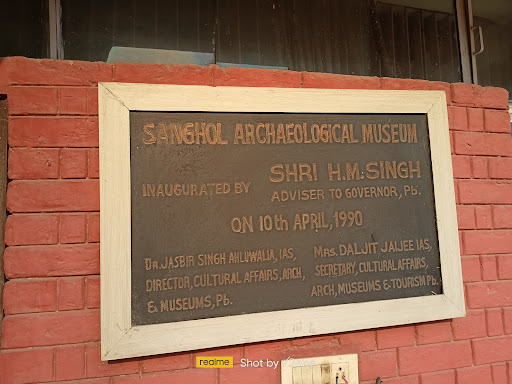 SANGHOL ARCHAEOLOGICAL MUSEUM
INAUGURATED BY SHRI H.M. SINGH
ADVISER TO GOVERNOR, Pb.
ON 10th APRIL, 1990
DR. JASBIR SINGH AHLUWALIA, IAS,
DIRECTOR, CULTURAL AFFAIRS, ARCH,
& MUSEUMS, Pb.
MRS. DALJIT JAIJEE IAS,
SECRETARY, CULTURAL AFFAIRS,
ARCH, MUSEUMS & TOURISM Pb.
realme Shot by